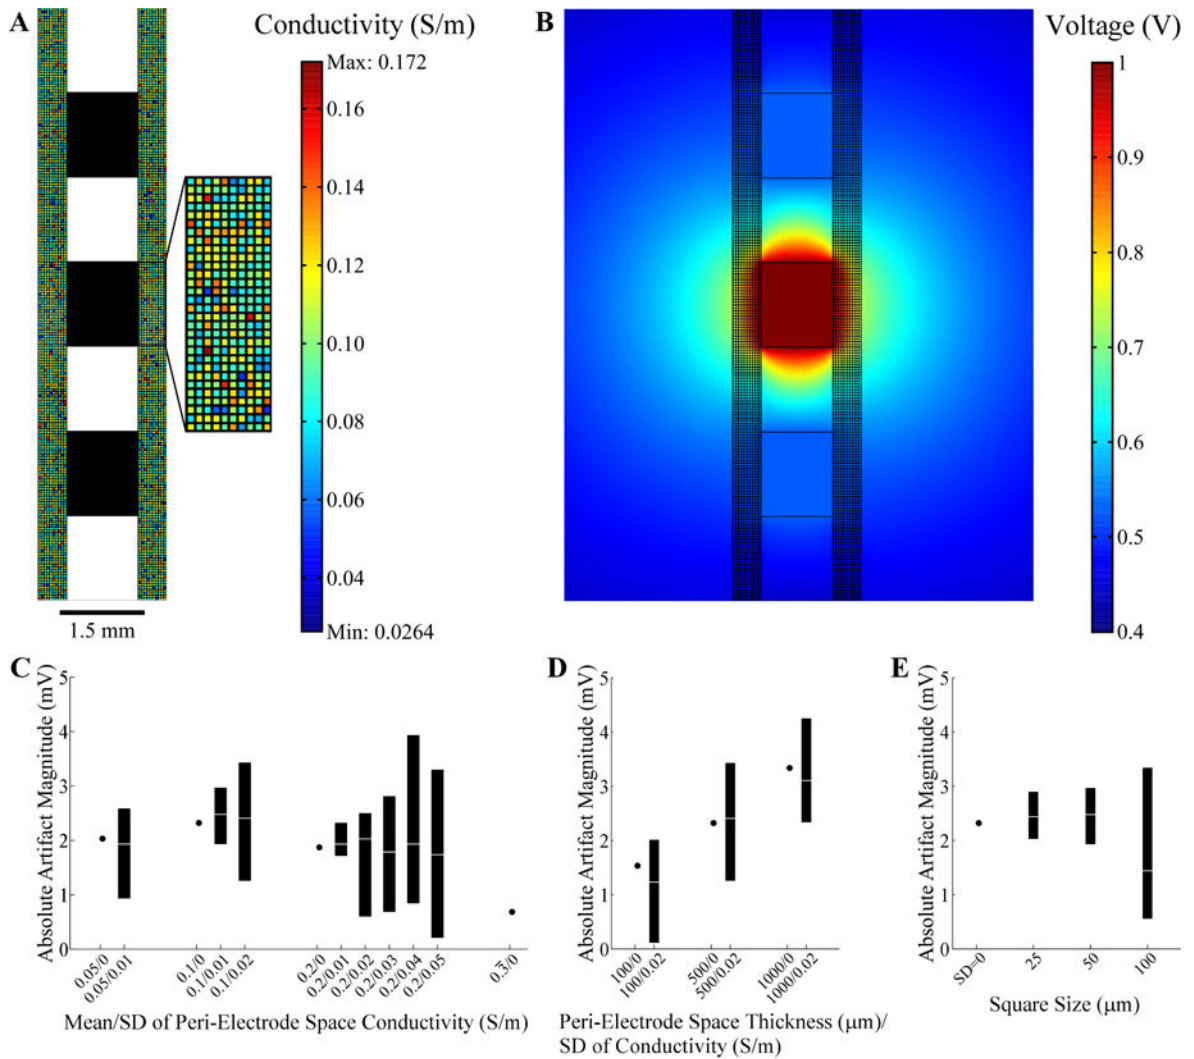 A
Conductivity (S/m)
Max: 0.172
0.16
0.14
0.12
0.10
0.08
0.06
0.04
Min: 0.0264
1.5 mm
B
Voltage (V)
1
0.9
0.8
0.7
0.6
0.5
0.4
C
Absolute Artifact Magnitude (mV)
5
4
3
2
1
0
0.05/0
0.05/0.01
0.1/0
0.1/0.01
0.1/0.02
0.2/0
0.2/0.01
0.2/0.02
0.2/0.03
0.2/0.04
0.2/0.05
0.3/0
Mean/SD of Peri-Electrode Space Conductivity (S/m)
D
Absolute Artifact Magnitude (mV)
5
4
3
2
1
0
100/0
100/0.02
500/0
500/0.02
1000/0
1000/0.02
Peri-Electrode Space Thickness (μm)/
SD of Conductivity (S/m)
E
Absolute Artifact Magnitude (mV)
5
4
3
2
1
0
SD=0
25
50
100
Square Size (μm)